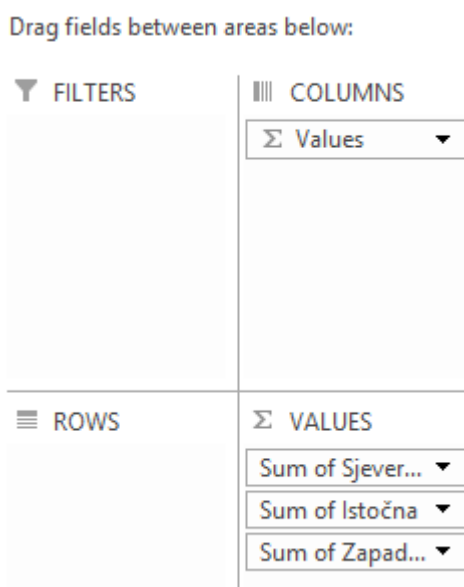 Drag fields between areas below:
FILTERS
COLUMNS
Σ Values
ROWS
Σ VALUES
Sum of Sjever...
Sum of Istočna
Sum of Zapad...